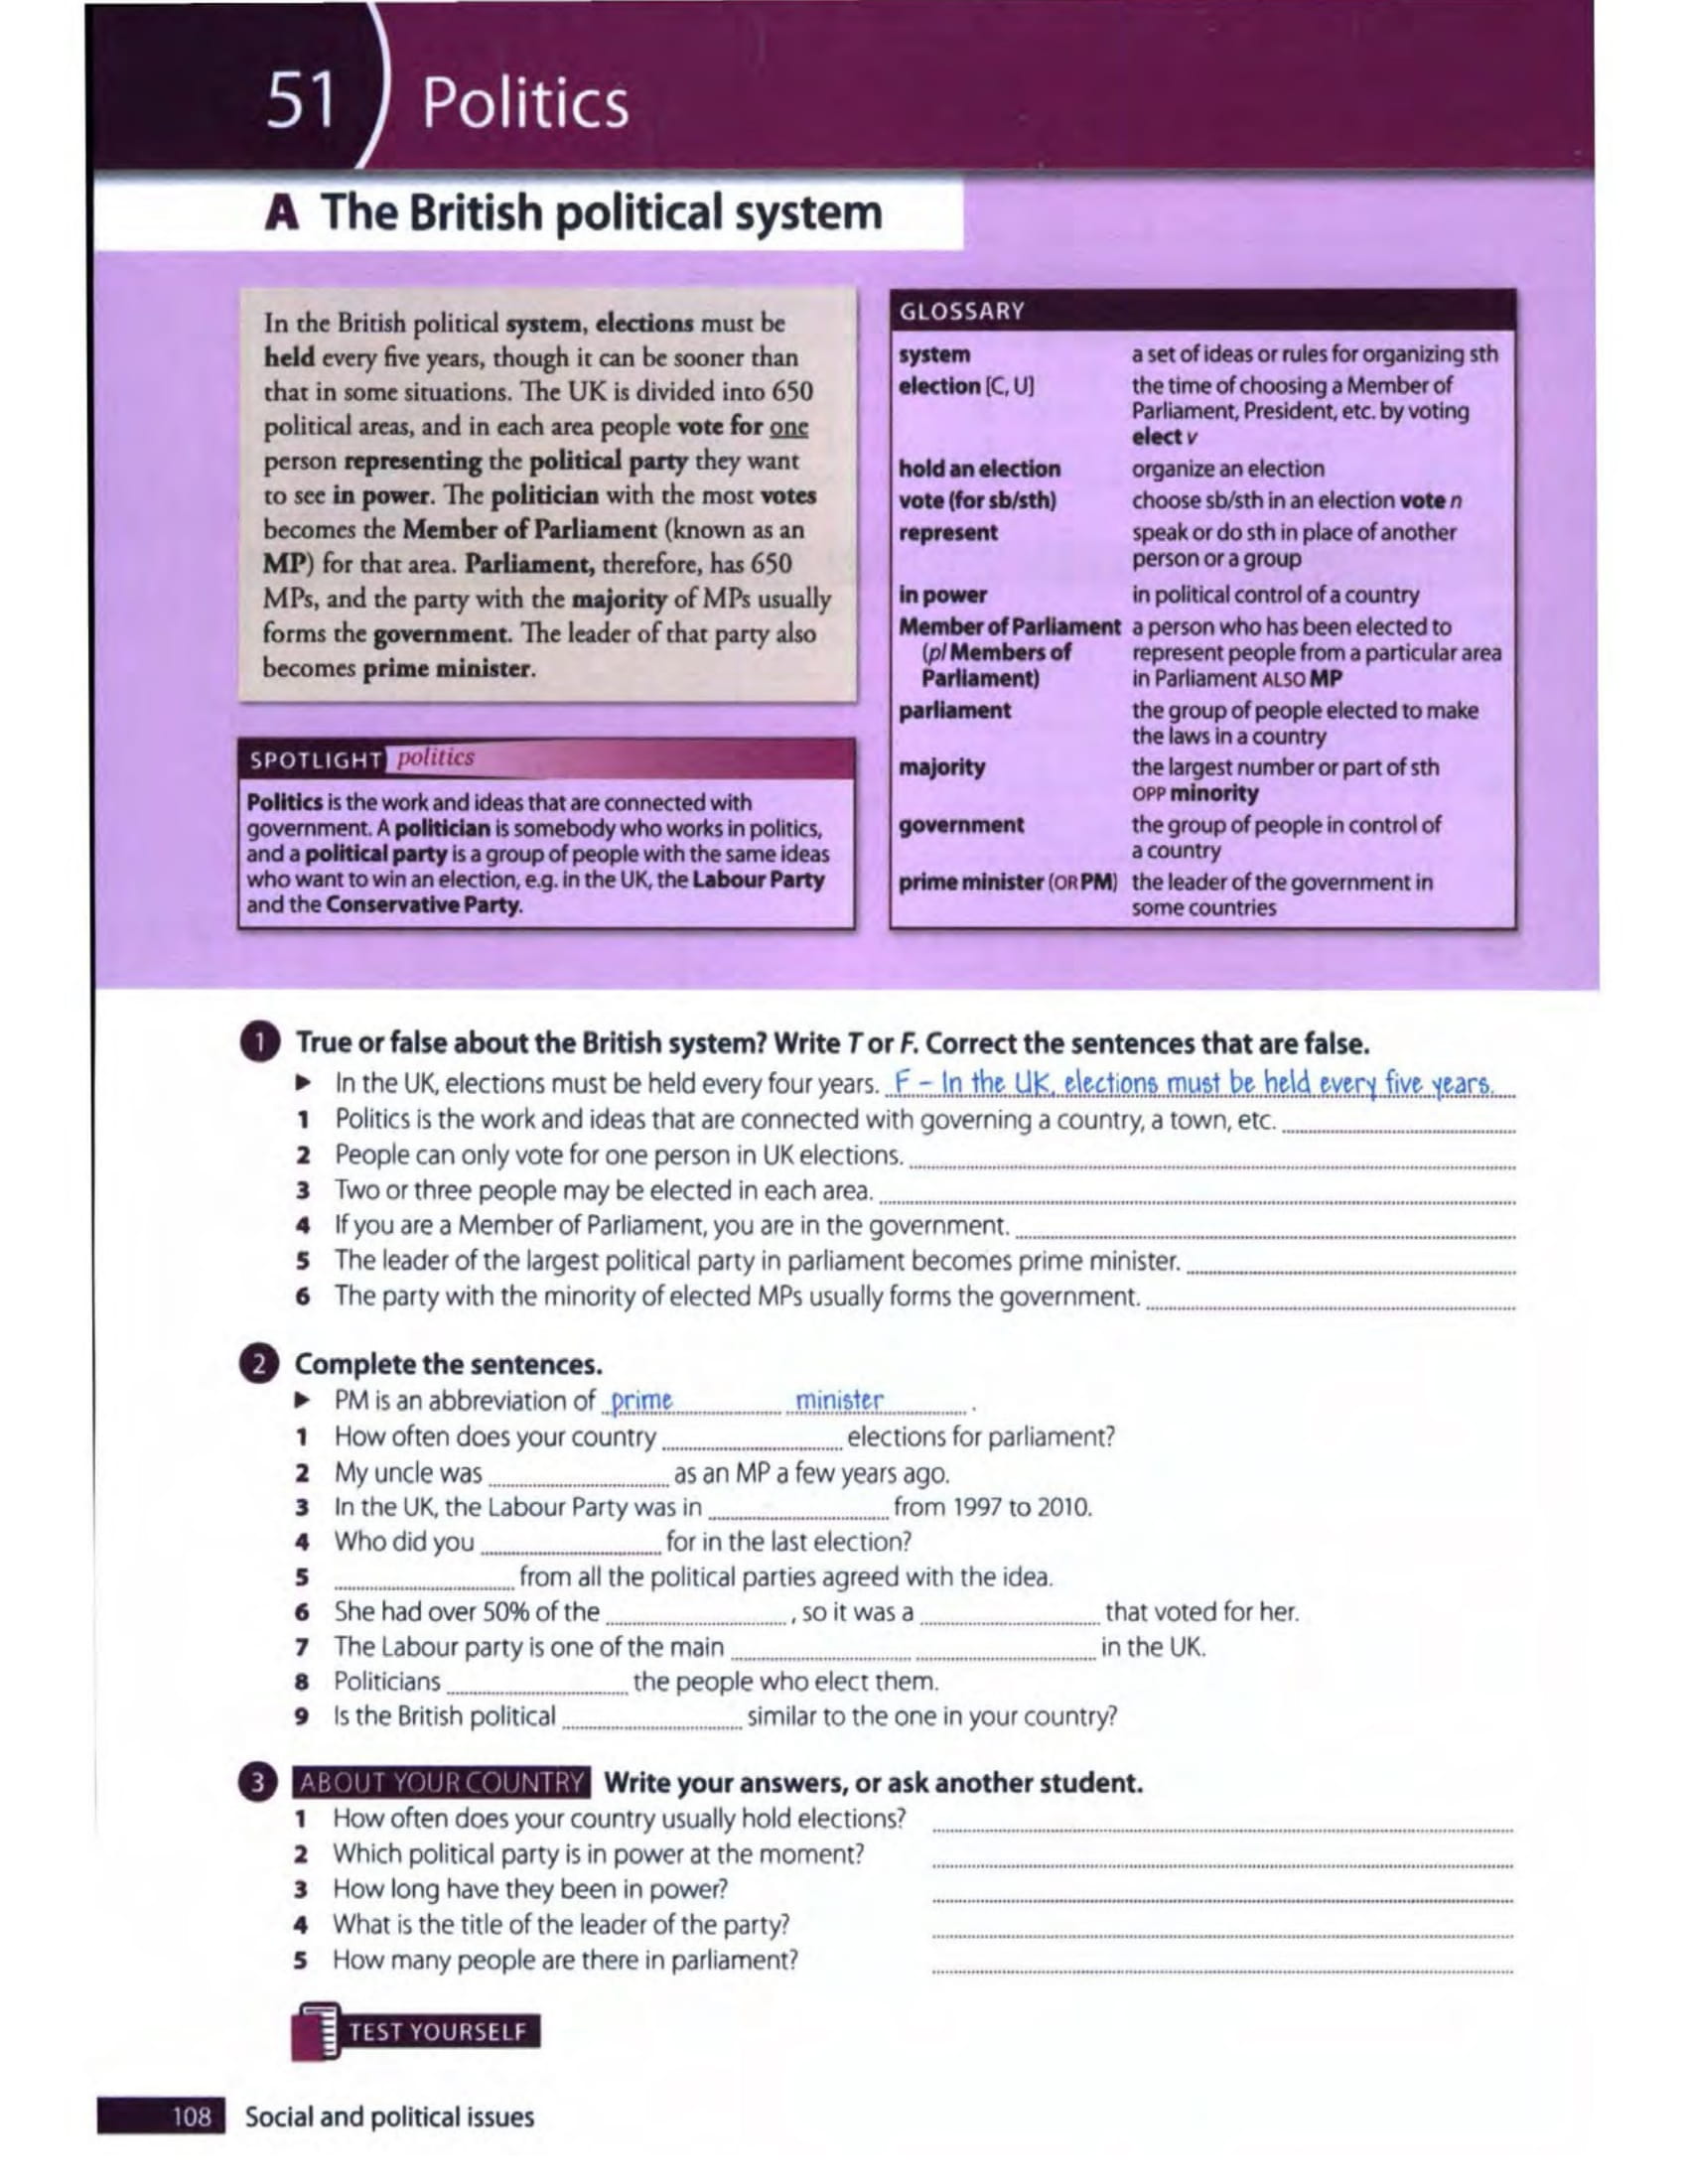 51 Politics
A The British political system
In the British political system, elections must be
held every five years, though it can be sooner than
that in some situations. The UK is divided into 650
political areas, and in each area people vote for one
person representing the political party they want
to see in power. The politician with the most votes
becomes the Member of Parliament (known as an
MP) for that area. Parliament, therefore, has 650
MPs, and the party with the majority of MPs usually
forms the government. The leader of that party also
becomes prime minister.
SPOTLIGHT politics
Politics is the work and ideas that are connected with
government. A politician is somebody who works in politics,
and a political party is a group of people with the same ideas
who want to win an election, e.g. in the UK, the Labour Party
and the Conservative Party.
GLOSSARY
system a set of ideas or rules for organizing sth
election [C, U] the time of choosing a Member of
Parliament, President, etc. by voting
elect v
hold an election organize an election
vote (for sb/sth) choose sb/sth in an election vote n
represent speak or do sth in place of another
person or a group
in power in political control of a country
Member of Parliament a person who has been elected to
(pl Members of represent people from a particular area
Parliament) in Parliament ALSO MP
parliament the group of people elected to make
the laws in a country
majority the largest number or part of sth
OPP minority
government the group of people in control of
a country
prime minister (OR PM) the leader of the government in
some countries
1 True or false about the British system? Write T or F. Correct the sentences that are false.
▶ In the UK, elections must be held every four years. F – In the UK, elections must be held every five years.
1 Politics is the work and ideas that are connected with governing a country, a town, etc.
2 People can only vote for one person in UK elections.
3 Two or three people may be elected in each area.
4 If you are a Member of Parliament, you are in the government.
5 The leader of the largest political party in parliament becomes prime minister.
6 The party with the minority of elected MPs usually forms the government.
2 Complete the sentences.
▶ PM is an abbreviation of prime minister .
1 How often does your country elections for parliament?
2 My uncle was as an MP a few years ago.
3 In the UK, the Labour Party was in from 1997 to 2010.
4 Who did you for in the last election?
5 from all the political parties agreed with the idea.
6 She had over 50% of the , so it was a that voted for her.
7 The Labour party is one of the main in the UK.
8 Politicians the people who elect them.
9 Is the British political similar to the one in your country?
3 ABOUT YOUR COUNTRY Write your answers, or ask another student.
1 How often does your country usually hold elections?
2 Which political party is in power at the moment?
3 How long have they been in power?
4 What is the title of the leader of the party?
5 How many people are there in parliament?
TEST YOURSELF
108 Social and political issues